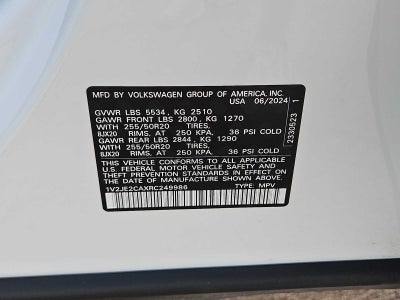 MFD. BY VOLKSWAGEN GROUP OF AMERICA, INC.
USA 06/2024
GVWR LBS 5534, KG 2510
GAWR FRONT LBS 2800, KG 1270
WITH 255/50R20 TIRES,
8JX20 RIMS, AT 250 KPA, 36 PSI COLD
GAWR REAR LBS 2844, KG 1290
WITH 255/50R20 TIRES,
8JX20 RIMS, AT 250 KPA, 36 PSI COLD
THIS VEHICLE CONFORMS TO ALL APPLICABLE
U.S. FEDERAL MOTOR VEHICLE SAFETY AND
THEFT PREVENTION STANDARDS IN EFFECT ON
THE DATE OF MANUFACTURE SHOWN ABOVE.
1V2JE2CAXRC249986 TYPE: MPV
2330523 1